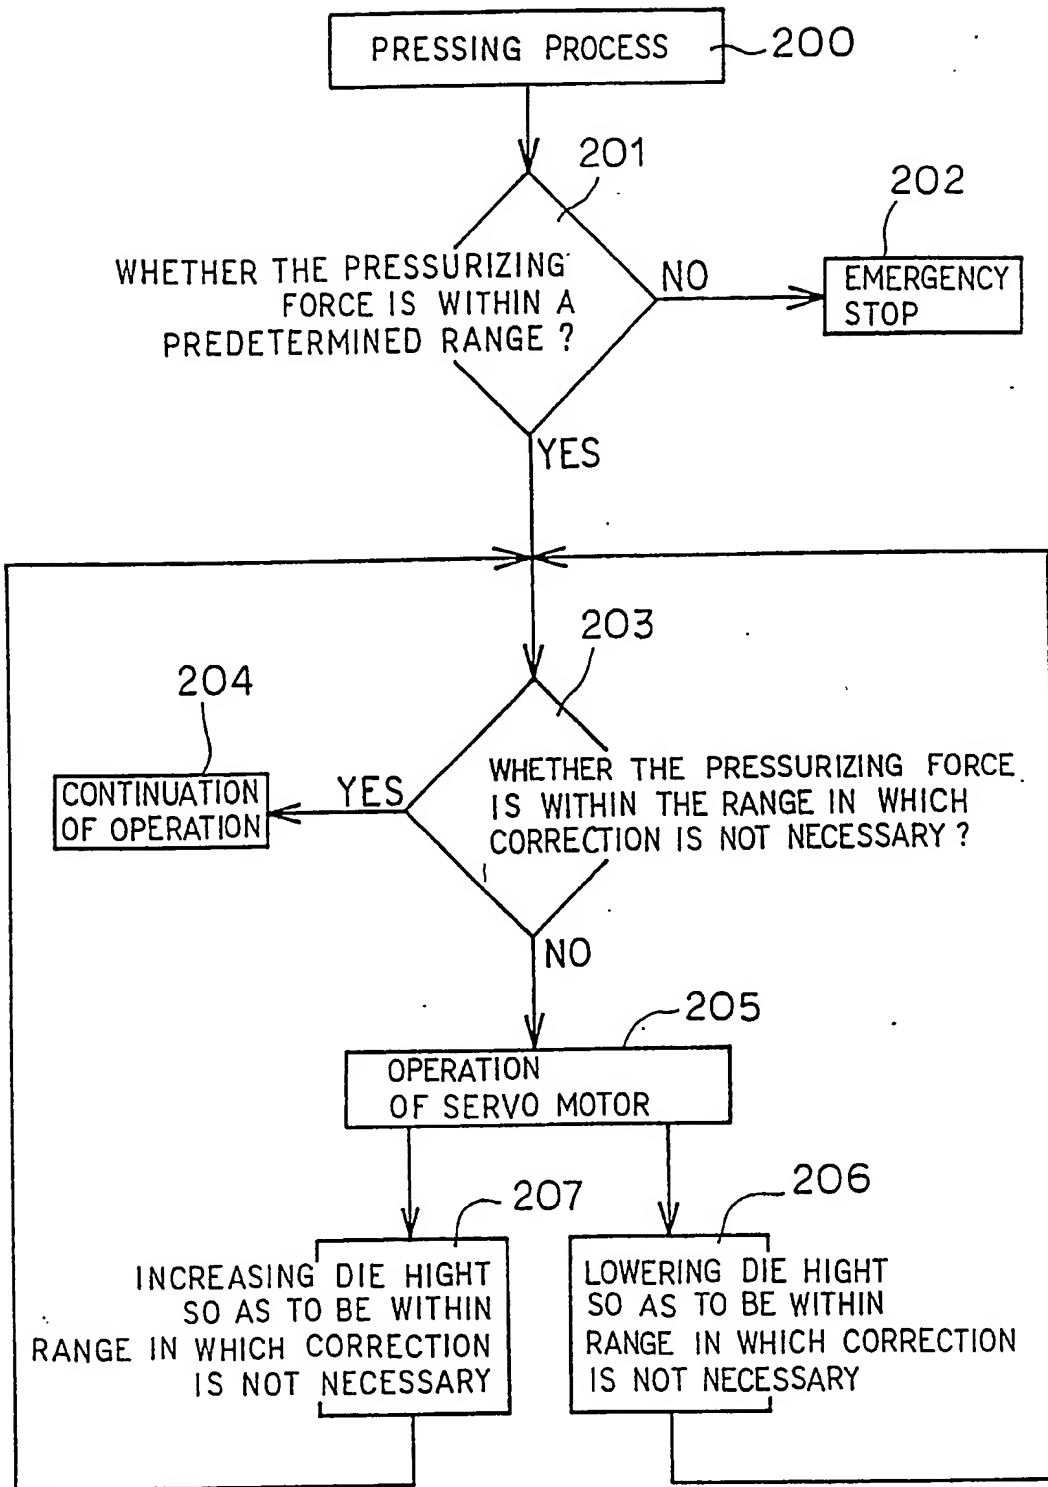 PRESSING PROCESS
200
201
202
WHETHER THE PRESSURIZING
FORCE IS WITHIN A
PREDETERMINED RANGE ?
NO
EMERGENCY
STOP
YES
203
204
CONTINUATION
OF OPERATION
YES
WHETHER THE PRESSURIZING FORCE
IS WITHIN THE RANGE IN WHICH
CORRECTION IS NOT NECESSARY ?
NO
205
OPERATION
OF SERVO MOTOR
207
206
INCREASING DIE HIGHT
SO AS TO BE WITHIN
RANGE IN WHICH CORRECTION
IS NOT NECESSARY
LOWERING DIE HIGHT
SO AS TO BE WITHIN
RANGE IN WHICH CORRECTION
IS NOT NECESSARY